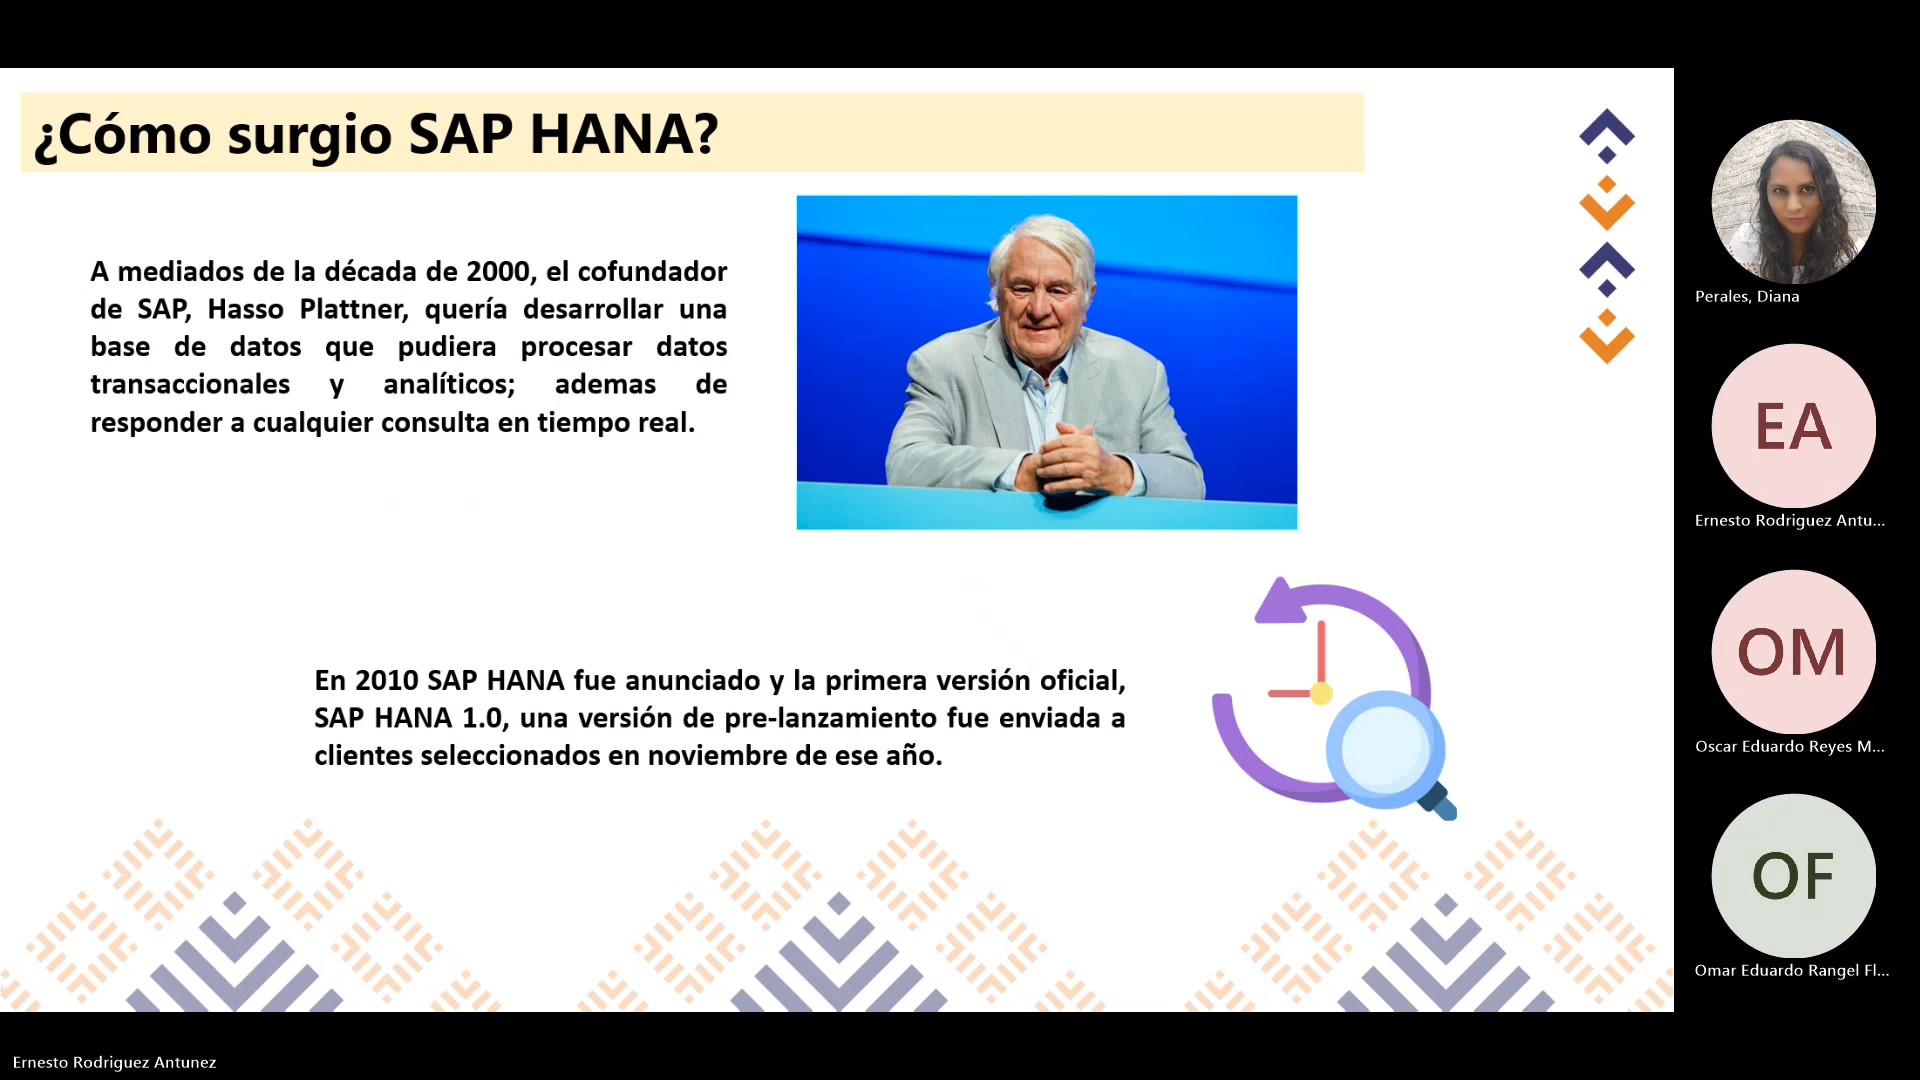 ¿Cómo surgio SAP HANA?
A mediados de la década de 2000, el cofundador
de SAP, Hasso Plattner, quería desarrollar una
base de datos que pudiera procesar datos
transaccionales y analíticos; ademas de
responder a cualquier consulta en tiempo real.
En 2010 SAP HANA fue anunciado y la primera versión oficial,
SAP HANA 1.0, una versión de pre-lanzamiento fue enviada a
clientes seleccionados en noviembre de ese año.
Perales, Diana
EA
Ernesto Rodriguez Antu...
OM
Oscar Eduardo Reyes M...
OF
Omar Eduardo Rangel Fl...
Ernesto Rodriguez Antunez